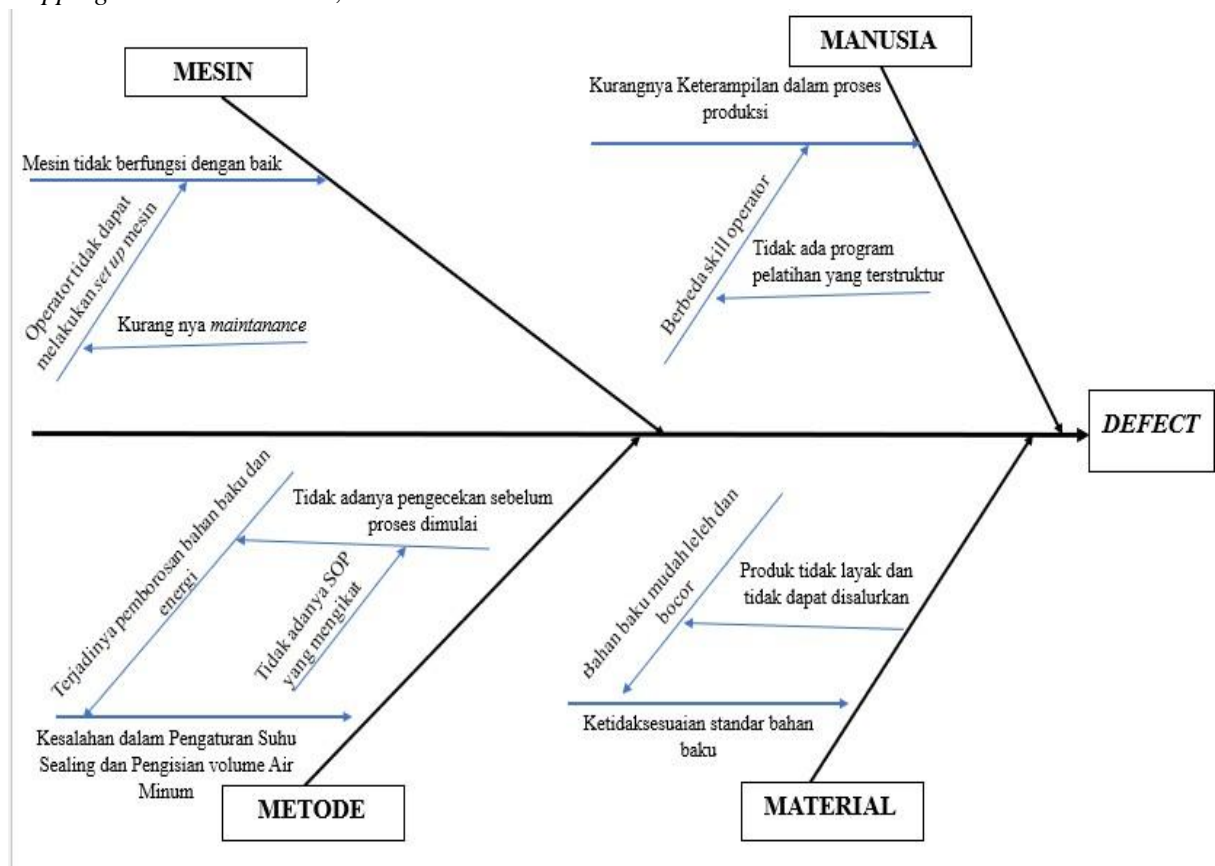 MESIN
MANUSIA
Kurangnya Keterampilan dalam proses
produksi
Mesin tidak berfungsi dengan baik
Operator tidak dapat
melakukan set up mesin
Kurang nya maintanance
Berbeda skill operator
Tidak ada program
pelatihan yang terstruktur
DEFECT
Terjadinya pemborosan bahan baku dan
energi
Tidak adanya pengecekan sebelum
proses dimulai
Tidak adanya SOP
yang mengikat
Kesalahan dalam Pengaturan Suhu
Sealing dan Pengisian volume Air
Minum
METODE
Bahan baku mudah leleh dan
bocor
Produk tidak layak dan
tidak dapat disalurkan
Ketidaksesuaian standar bahan
baku
MATERIAL